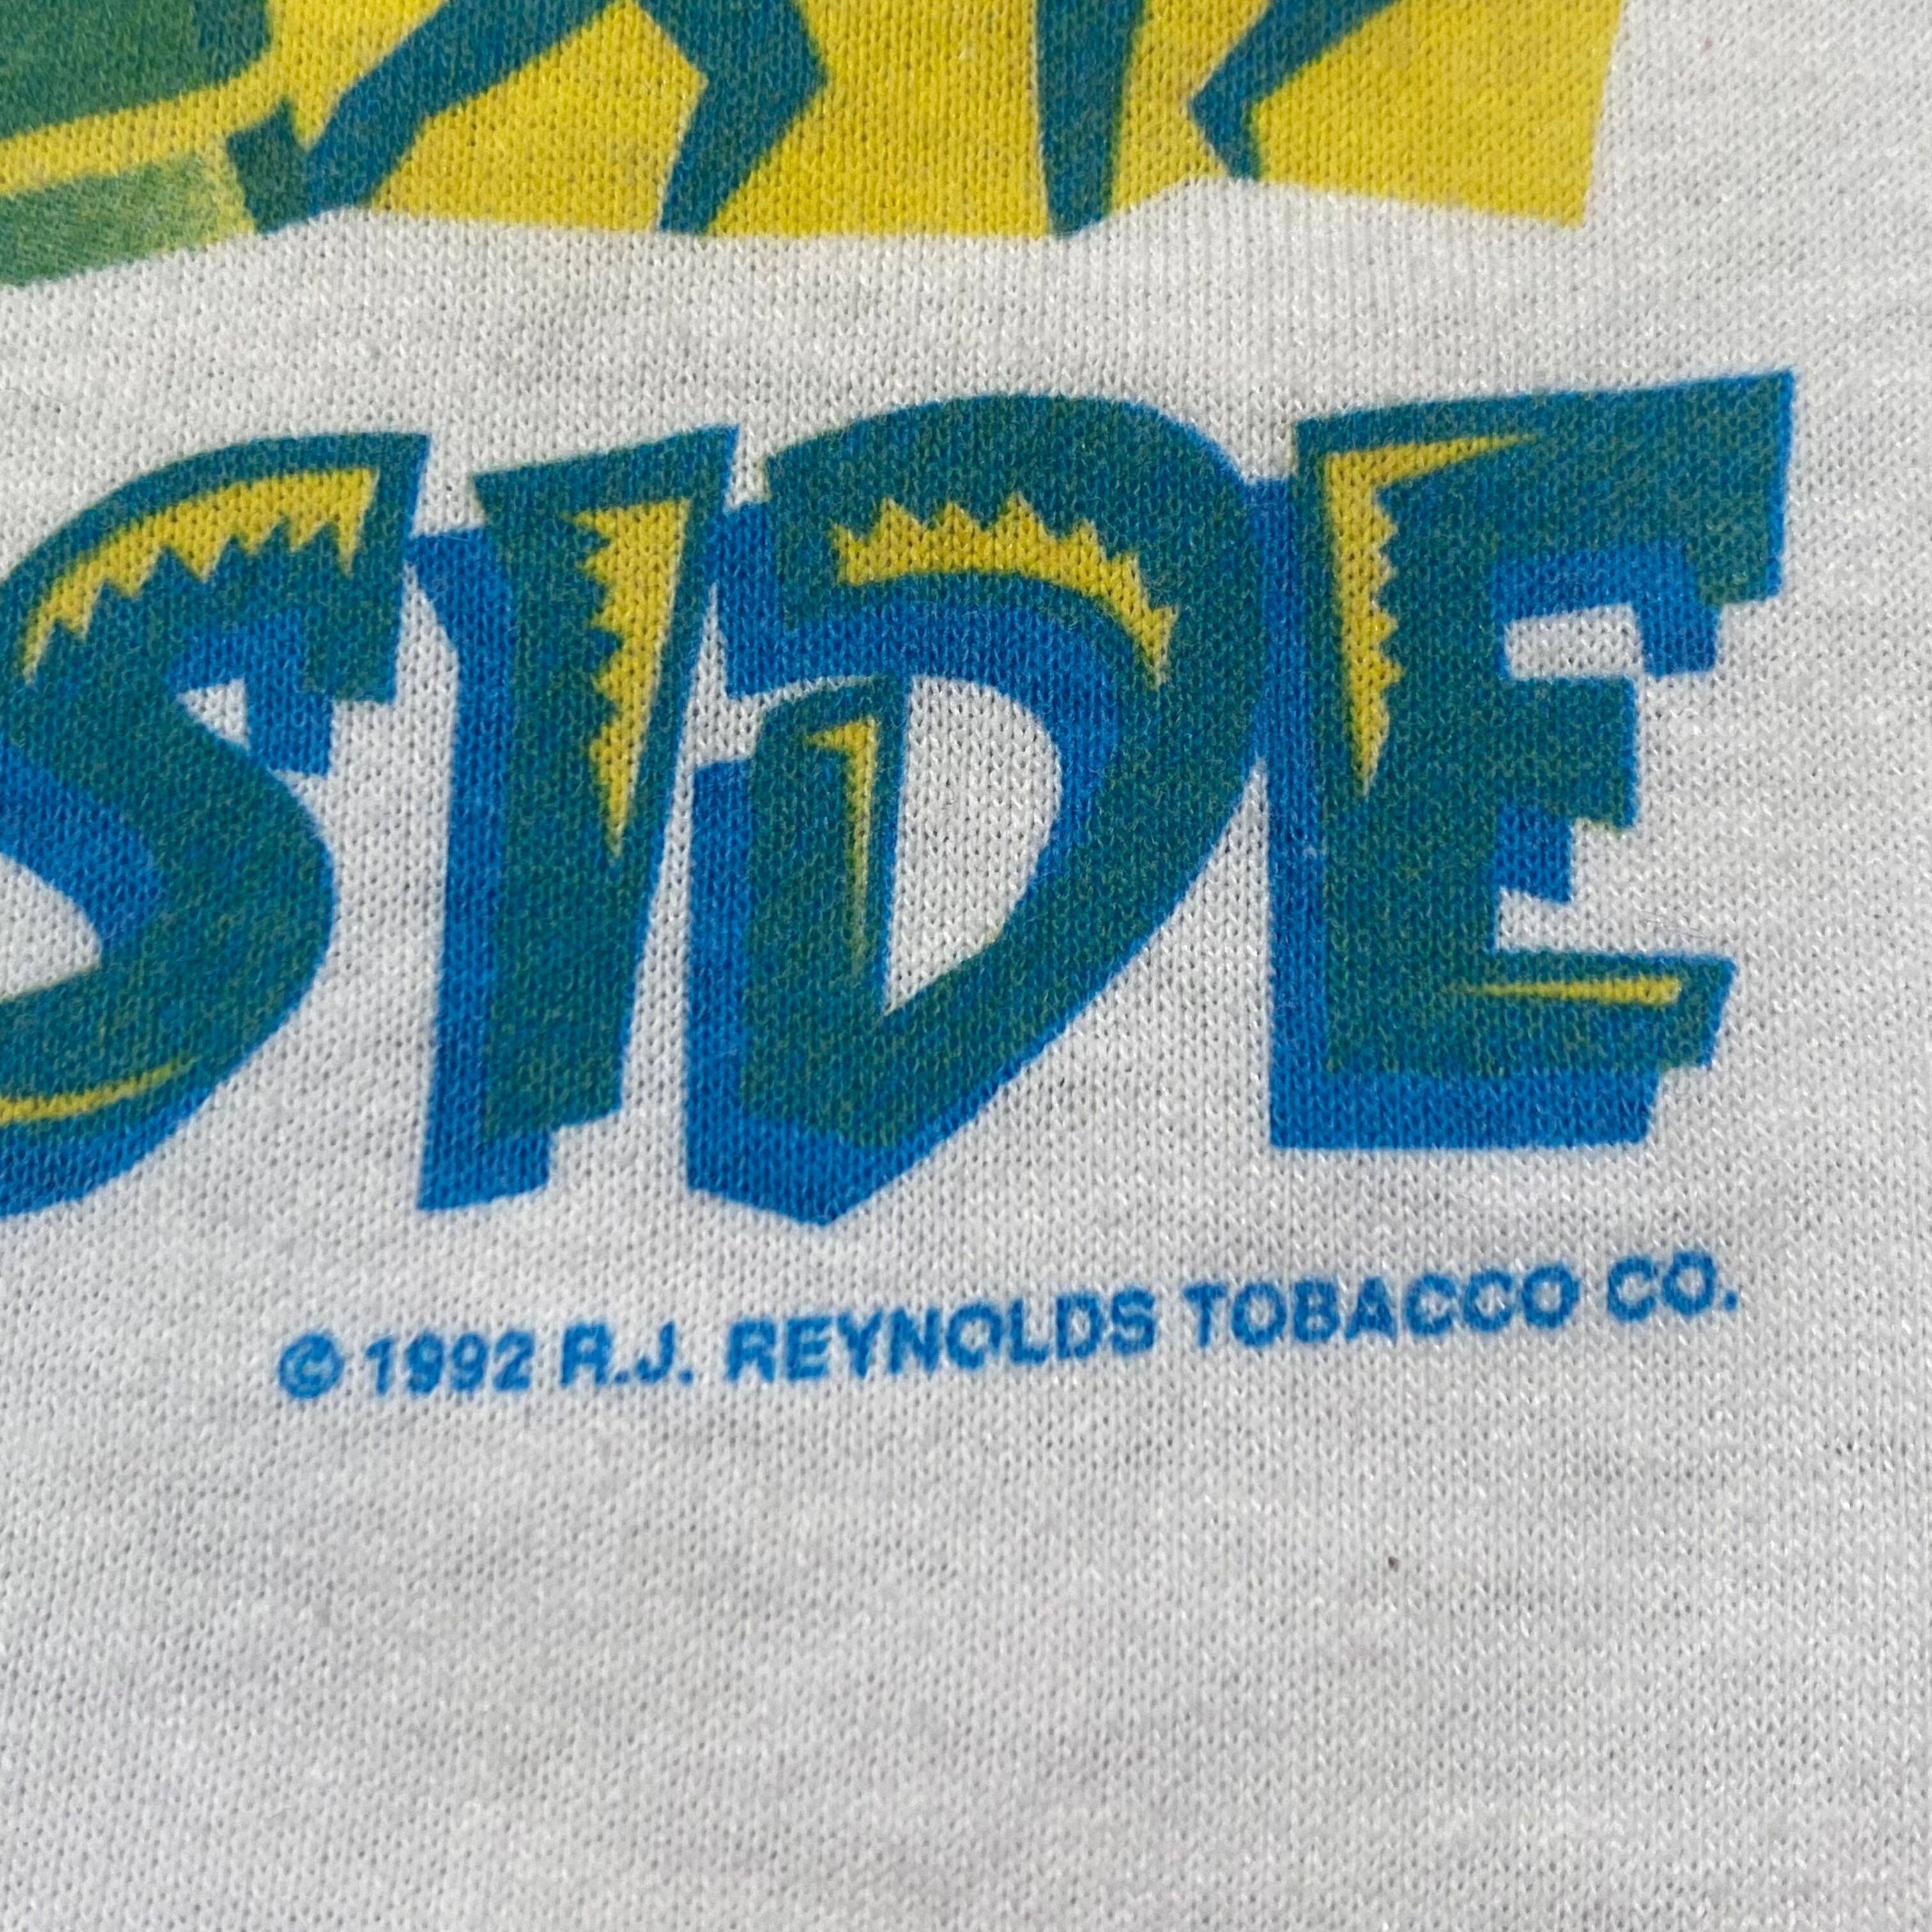 SIDE
© 1992 R.J. REYNOLDS TOBACCO CO.